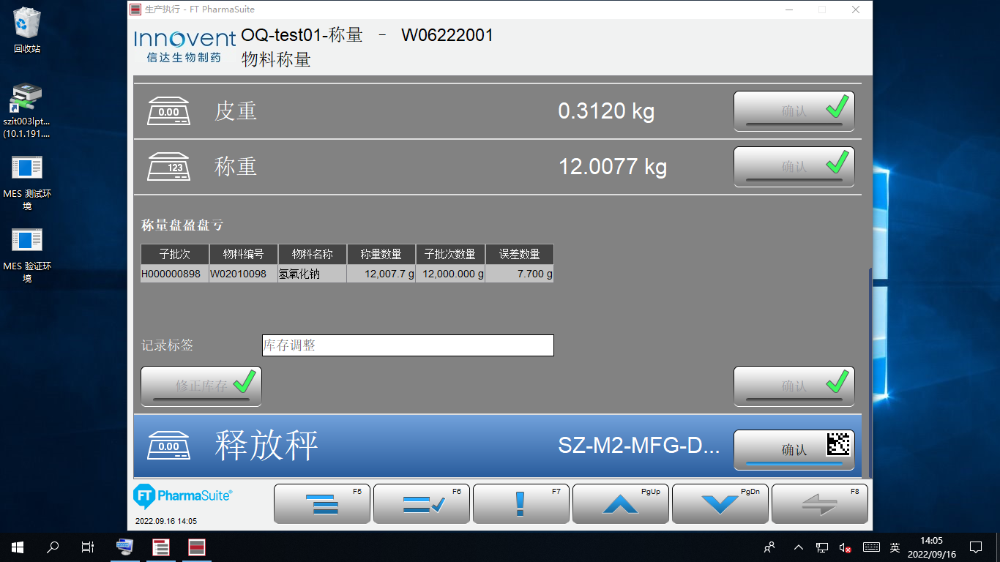 回收站
szit003lpt...
(10.1.191....
MES 测试环
境
MES 验证环
境
生产执行 - FT PharmaSuite
Innovent
信达生物制药
OQ-test01-称量 - W06222001
物料称量
0.00 皮重 0.3120 kg 确认
123 称重 12.0077 kg 确认
称量盘盈盘亏
子批次 物料编号 物料名称 称量数量 子批次数量 误差数量
H000000898 W02010098 氢氧化钠 12,007.7 g 12,000.000 g 7.700 g
记录标签 库存调整
修正库存 确认
0.00 释放秤 SZ-M2-MFG-D... 确认
FT PharmaSuite®
2022.09.16 14:05
F5 F6 F7 PgUp PgDn F8
英
14:05
2022/09/16